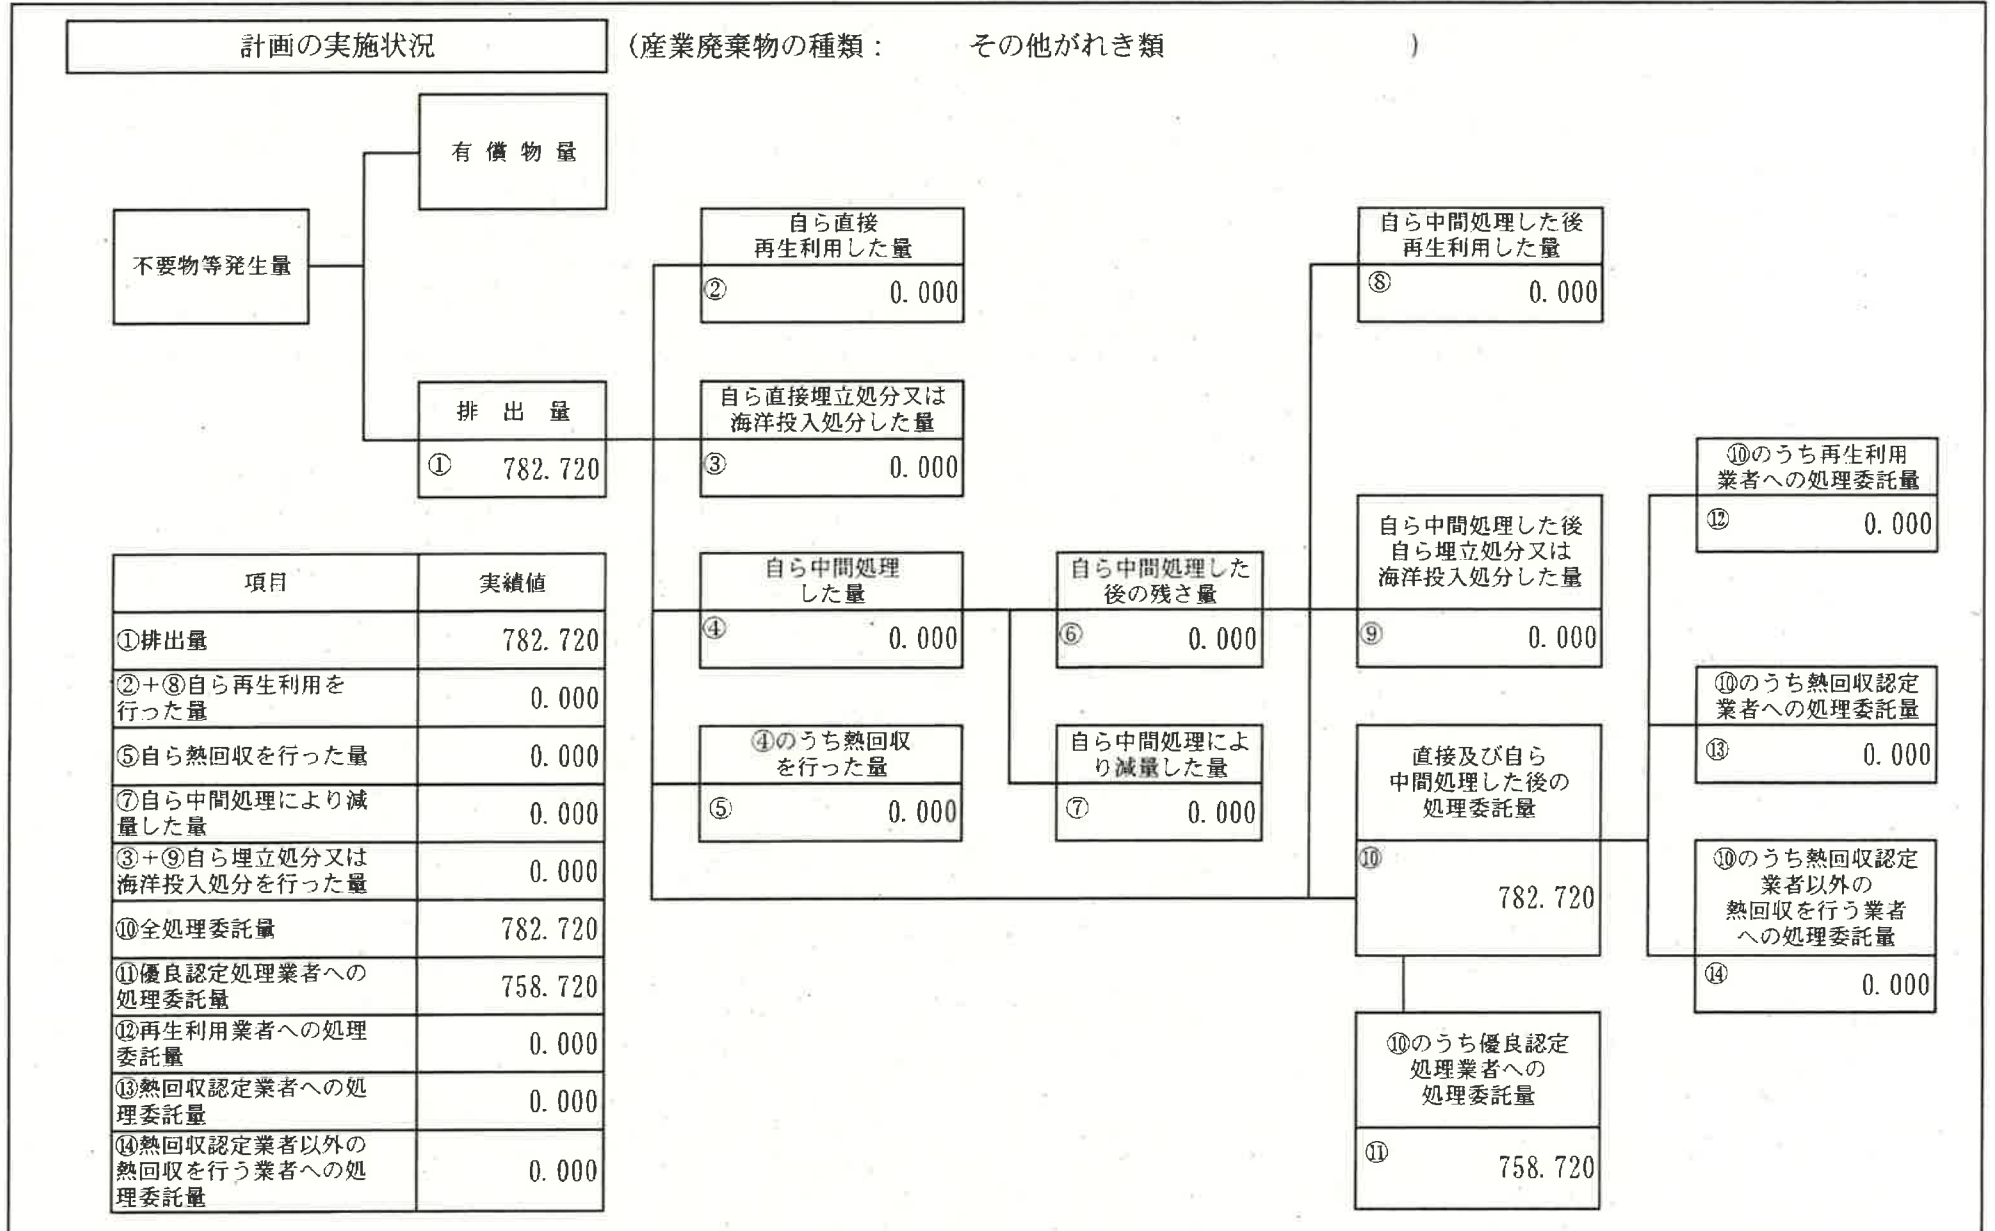 計画の実施状況
(産業廃棄物の種類： その他がれき類 )
有 償 物 量
不要物等発生量
排 出 量
① 782.720
自ら直接
再生利用した量
② 0.000
自ら直接埋立処分又は
海洋投入処分した量
③ 0.000
自ら中間処理
した量
④ 0.000
④のうち熱回収
を行った量
⑤ 0.000
自ら中間処理した
後の残さ量
⑥ 0.000
自ら中間処理によ
り減量した量
⑦ 0.000
自ら中間処理した後
再生利用した量
⑧ 0.000
自ら中間処理した後
自ら埋立処分又は
海洋投入処分した量
⑨ 0.000
直接及び自ら
中間処理した後の
処理委託量
⑩
782.720
⑩のうち優良認定
処理業者への
処理委託量
⑪ 758.720
⑩のうち再生利用
業者への処理委託量
⑫ 0.000
⑩のうち熱回収認定
業者への処理委託量
⑬ 0.000
⑩のうち熱回収認定
業者以外の
熱回収を行う業者
への処理委託量
⑭ 0.000
項目 実績値
①排出量 782.720
②＋⑧自ら再生利用を
行った量 0.000
⑤自ら熱回収を行った量 0.000
⑦自ら中間処理により減
量した量 0.000
③＋⑨自ら埋立処分又は
海洋投入処分を行った量 0.000
⑩全処理委託量 782.720
⑪優良認定処理業者への
処理委託量 758.720
⑫再生利用業者への処理
委託量 0.000
⑬熱回収認定業者への処
理委託量 0.000
⑭熱回収認定業者以外の
熱回収を行う業者への処
理委託量 0.000